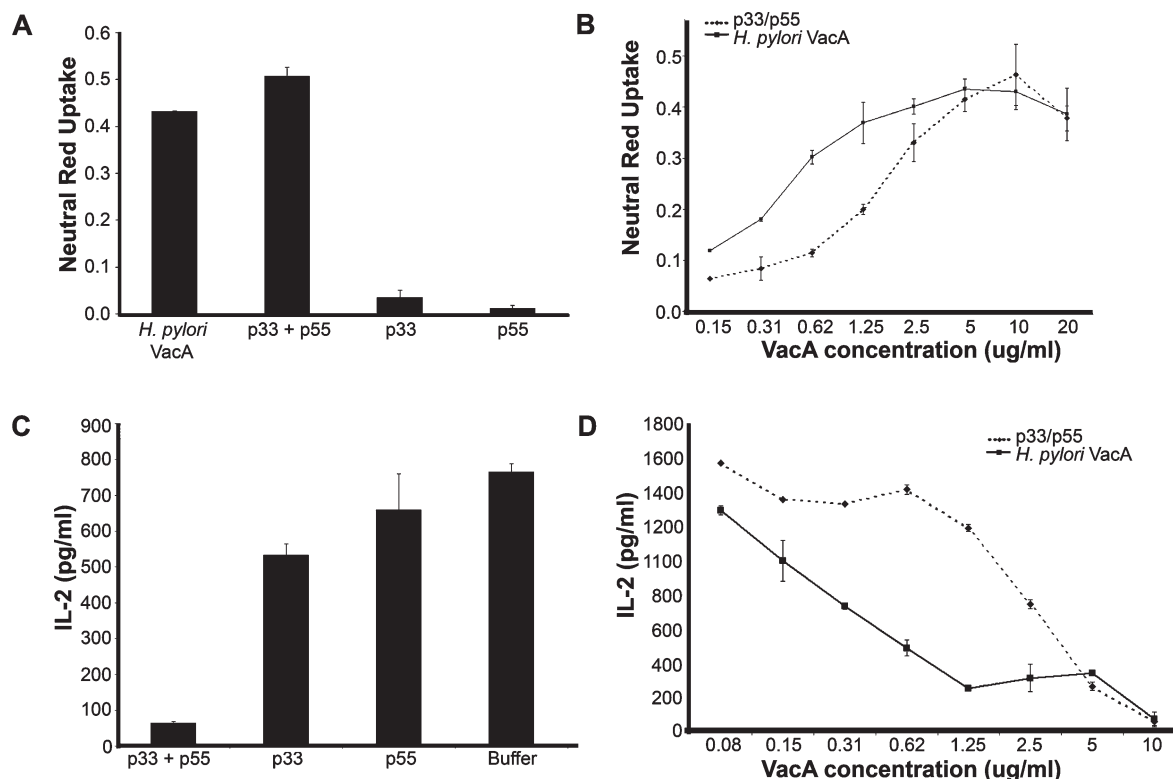 A
Neutral Red Uptake
0.6
0.5
0.4
0.3
0.2
0.1
0.0
H. pylori
VacA
p33 + p55
p33
p55
B
p33/p55
H. pylori VacA
Neutral Red Uptake
0.5
0.4
0.3
0.2
0.1
0.0
0.15 0.31 0.62 1.25 2.5 5 10 20
VacA concentration (ug/ml)
C
IL-2 (pg/ml)
900
800
700
600
500
400
300
200
100
0
p33 + p55
p33
p55
Buffer
D
p33/p55
H. pylori VacA
IL-2 (pg/ml)
1800
1600
1400
1200
1100
800
600
400
200
0
0.08 0.15 0.31 0.62 1.25 2.5 5 10
VacA concentration (ug/ml)